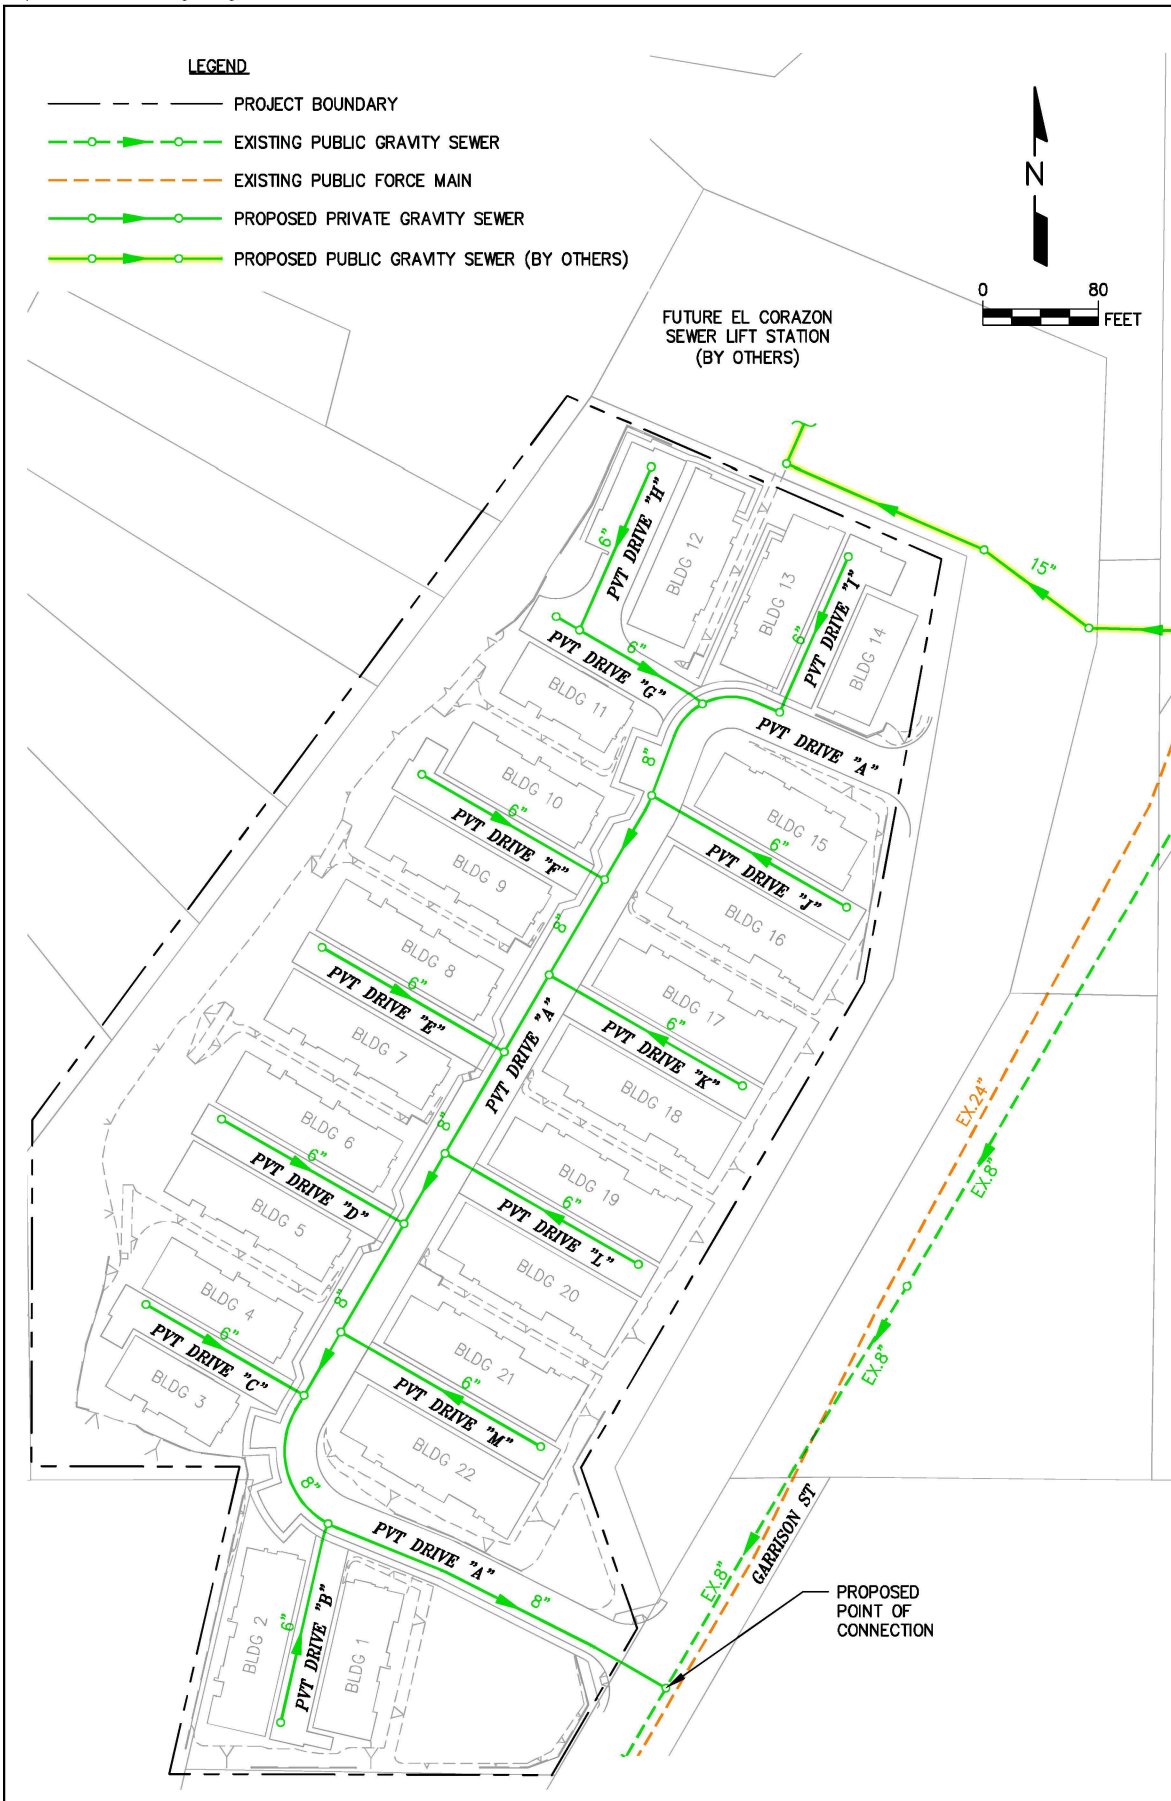 LEGEND
PROJECT BOUNDARY
EXISTING PUBLIC GRAVITY SEWER
EXISTING PUBLIC FORCE MAIN
PROPOSED PRIVATE GRAVITY SEWER
PROPOSED PUBLIC GRAVITY SEWER (BY OTHERS)
N
0 80
FEET
FUTURE EL CORAZON
SEWER LIFT STATION
(BY OTHERS)
15"
6"
PVT DRIVE "H"
BLDG 12
BLDG 13
6"
PVT DRIVE "I"
BLDG 14
6"
PVT DRIVE "G"
BLDG 11
8"
PVT DRIVE "A"
BLDG 10
6"
PVT DRIVE "F"
BLDG 9
BLDG 15
6"
PVT DRIVE "J"
BLDG 16
8"
BLDG 8
6"
PVT DRIVE "E"
BLDG 7
BLDG 17
6"
PVT DRIVE "K"
BLDG 18
PVT DRIVE "A"
8"
BLDG 6
6"
PVT DRIVE "D"
BLDG 5
BLDG 19
6"
PVT DRIVE "L"
BLDG 20
8"
BLDG 4
6"
PVT DRIVE "C"
BLDG 3
BLDG 21
6"
PVT DRIVE "M"
BLDG 22
EX.24"
EX.8"
EX.8"
8"
PVT DRIVE "A"
8"
GARRISON ST
EX.8"
BLDG 2
6"
PVT DRIVE "B"
BLDG 1
PROPOSED
POINT OF
CONNECTION